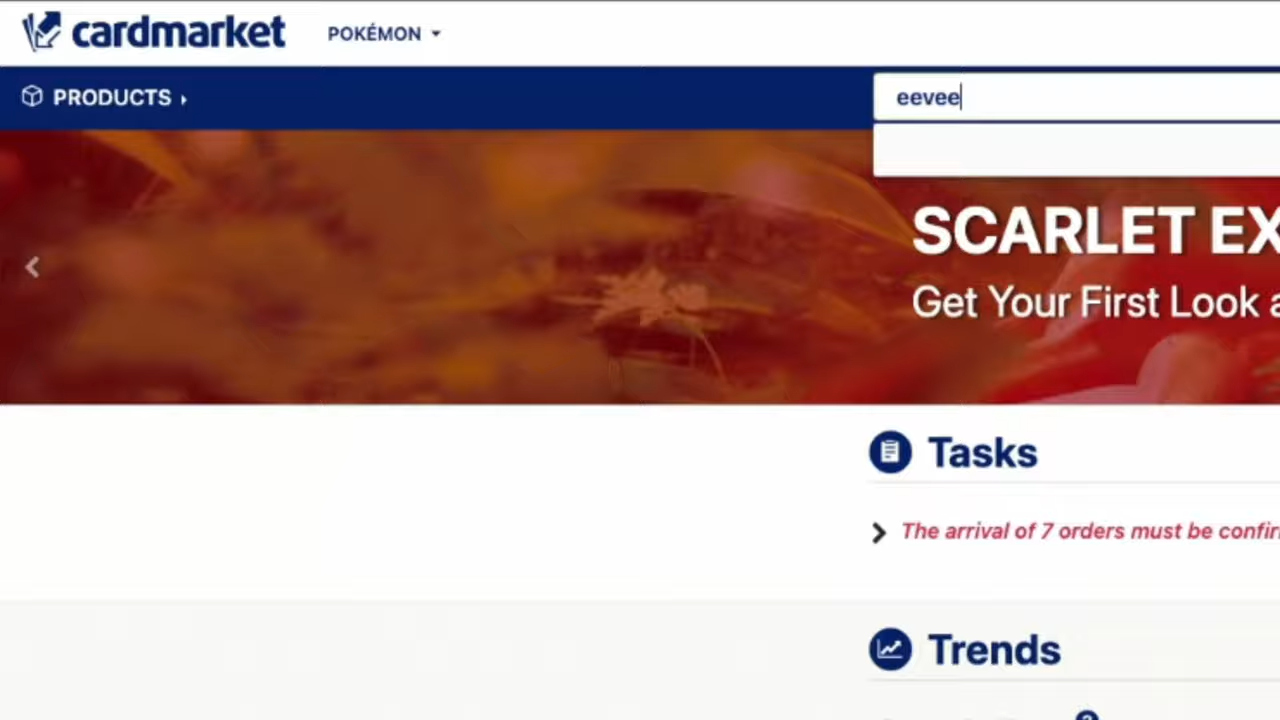 cardmarket
POKÉMON
PRODUCTS
eevee
SCARLET EX
Get Your First Look a
Tasks
The arrival of 7 orders must be confir
Trends